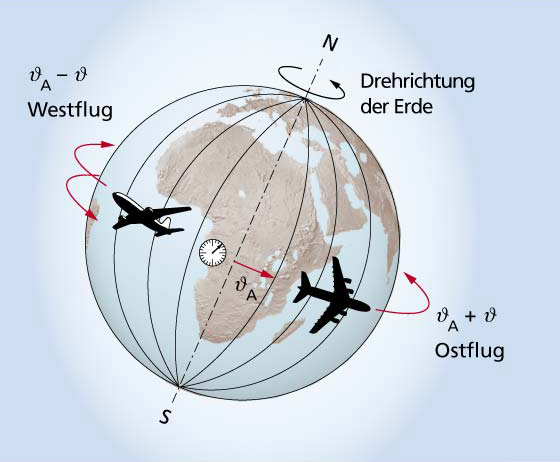 N
ϑA – ϑ
Westflug
Drehrichtung
der Erde
ϑA
ϑA + ϑ
Ostflug
S